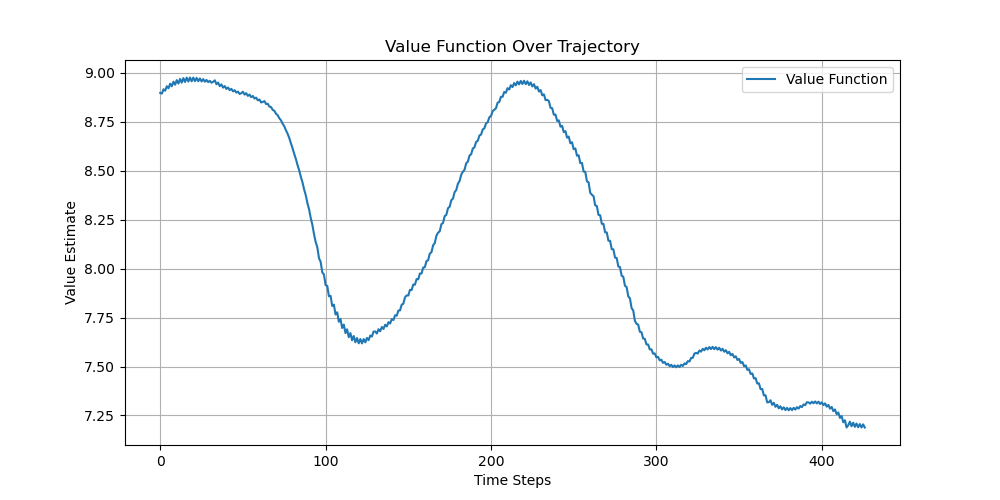 Value Function Over Trajectory
Value Function
Value Estimate
9.00
8.75
8.50
8.25
8.00
7.75
7.50
7.25
0 100 200 300 400
Time Steps